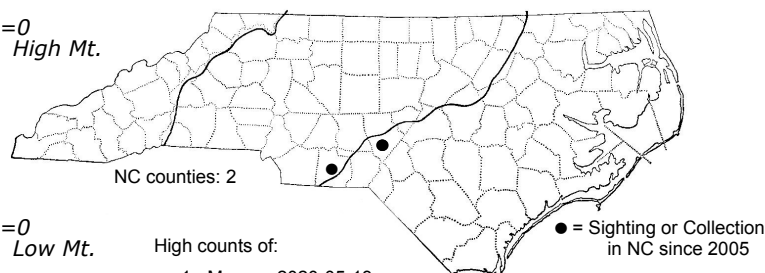 =0
High Mt.
NC counties: 2
=0
Low Mt.
High counts of:
● = Sighting or Collection
in NC since 2005